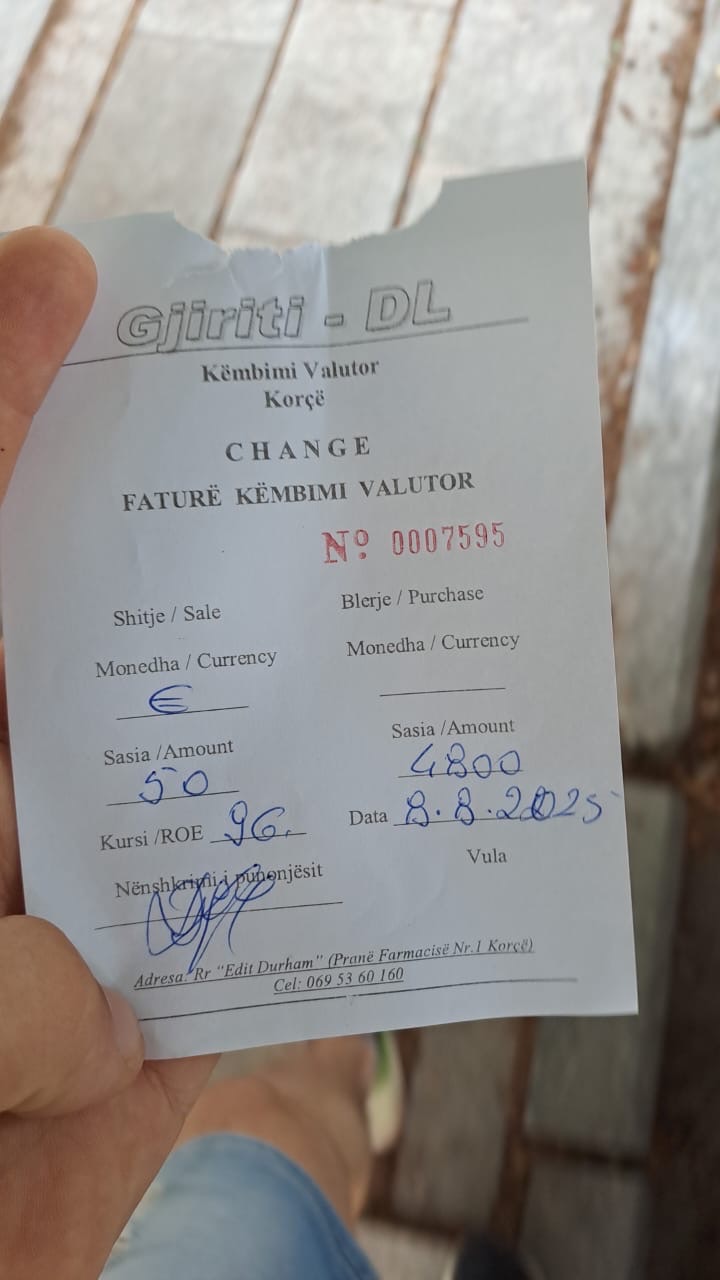 Gjiriti - DL
Këmbimi Valutor
Korçë
CHANGE
FATURË KËMBIMI VALUTOR
Nº 0007595
Shitje / Sale
Blerje / Purchase
Monedha / Currency
Monedha / Currency
€
Sasia /Amount
Sasia /Amount
50
4800
Kursi /ROE 96.
Data 8.8.2025
Nënshkrimi i punonjësit
Vula
Adresa: Rr "Edit Durham" (Pranë Farmacisë Nr.1 Korçë)
Cel: 069 53 60 160